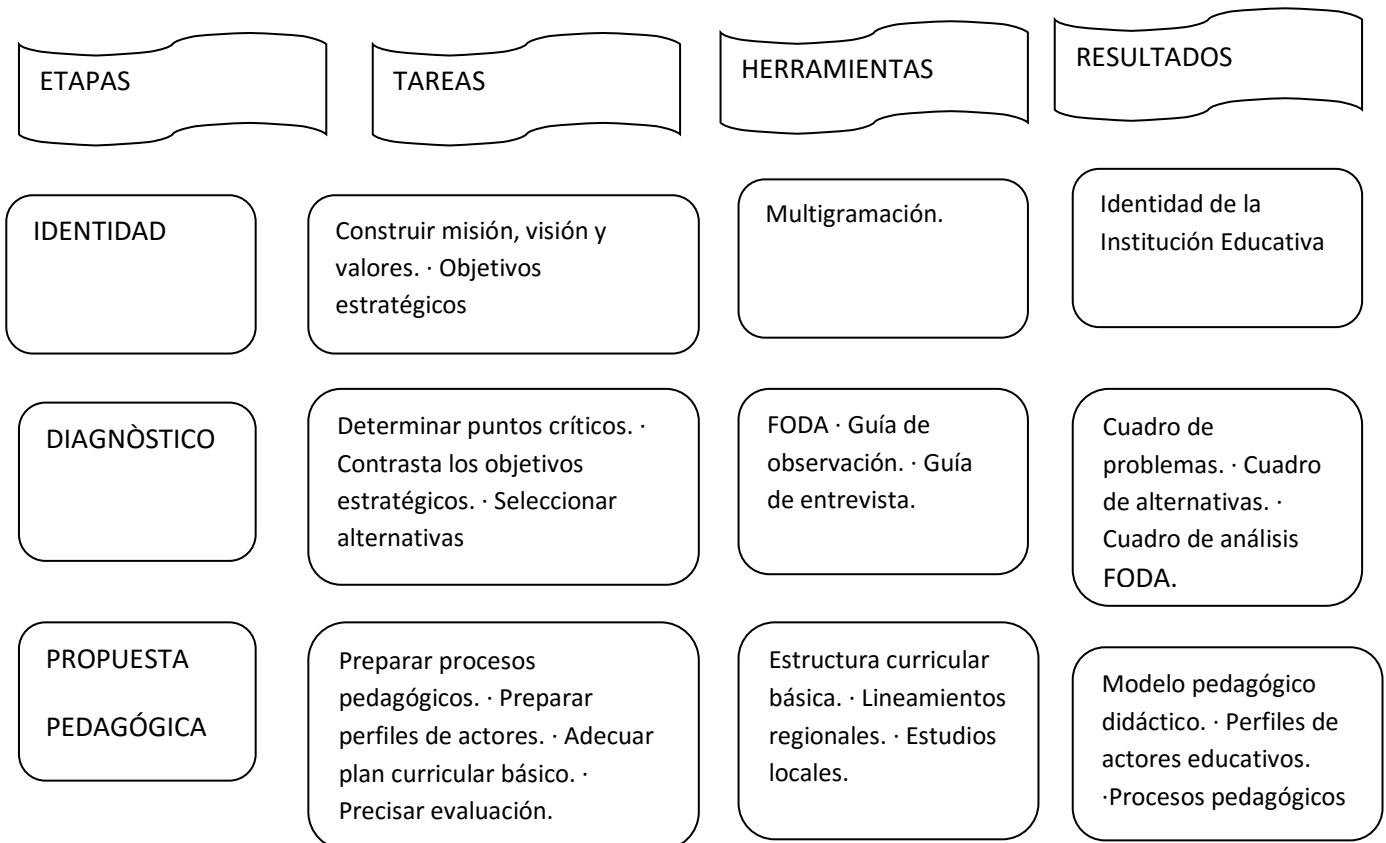 ETAPAS
TAREAS
HERRAMIENTAS
RESULTADOS
IDENTIDAD
Construir misión, visión y
valores. · Objetivos
estratégicos
Multigramación.
Identidad de la
Institución Educativa
DIAGNÒSTICO
Determinar puntos críticos. ·
Contrasta los objetivos
estratégicos. · Seleccionar
alternativas
FODA · Guía de
observación. · Guía
de entrevista.
Cuadro de
problemas. · Cuadro
de alternativas. ·
Cuadro de análisis
FODA.
PROPUESTA
PEDAGÓGICA
Preparar procesos
pedagógicos. · Preparar
perfiles de actores. · Adecuar
plan curricular básico. ·
Precisar evaluación.
Estructura curricular
básica. · Lineamientos
regionales. · Estudios
locales.
Modelo pedagógico
didáctico. · Perfiles de
actores educativos.
·Procesos pedagógicos